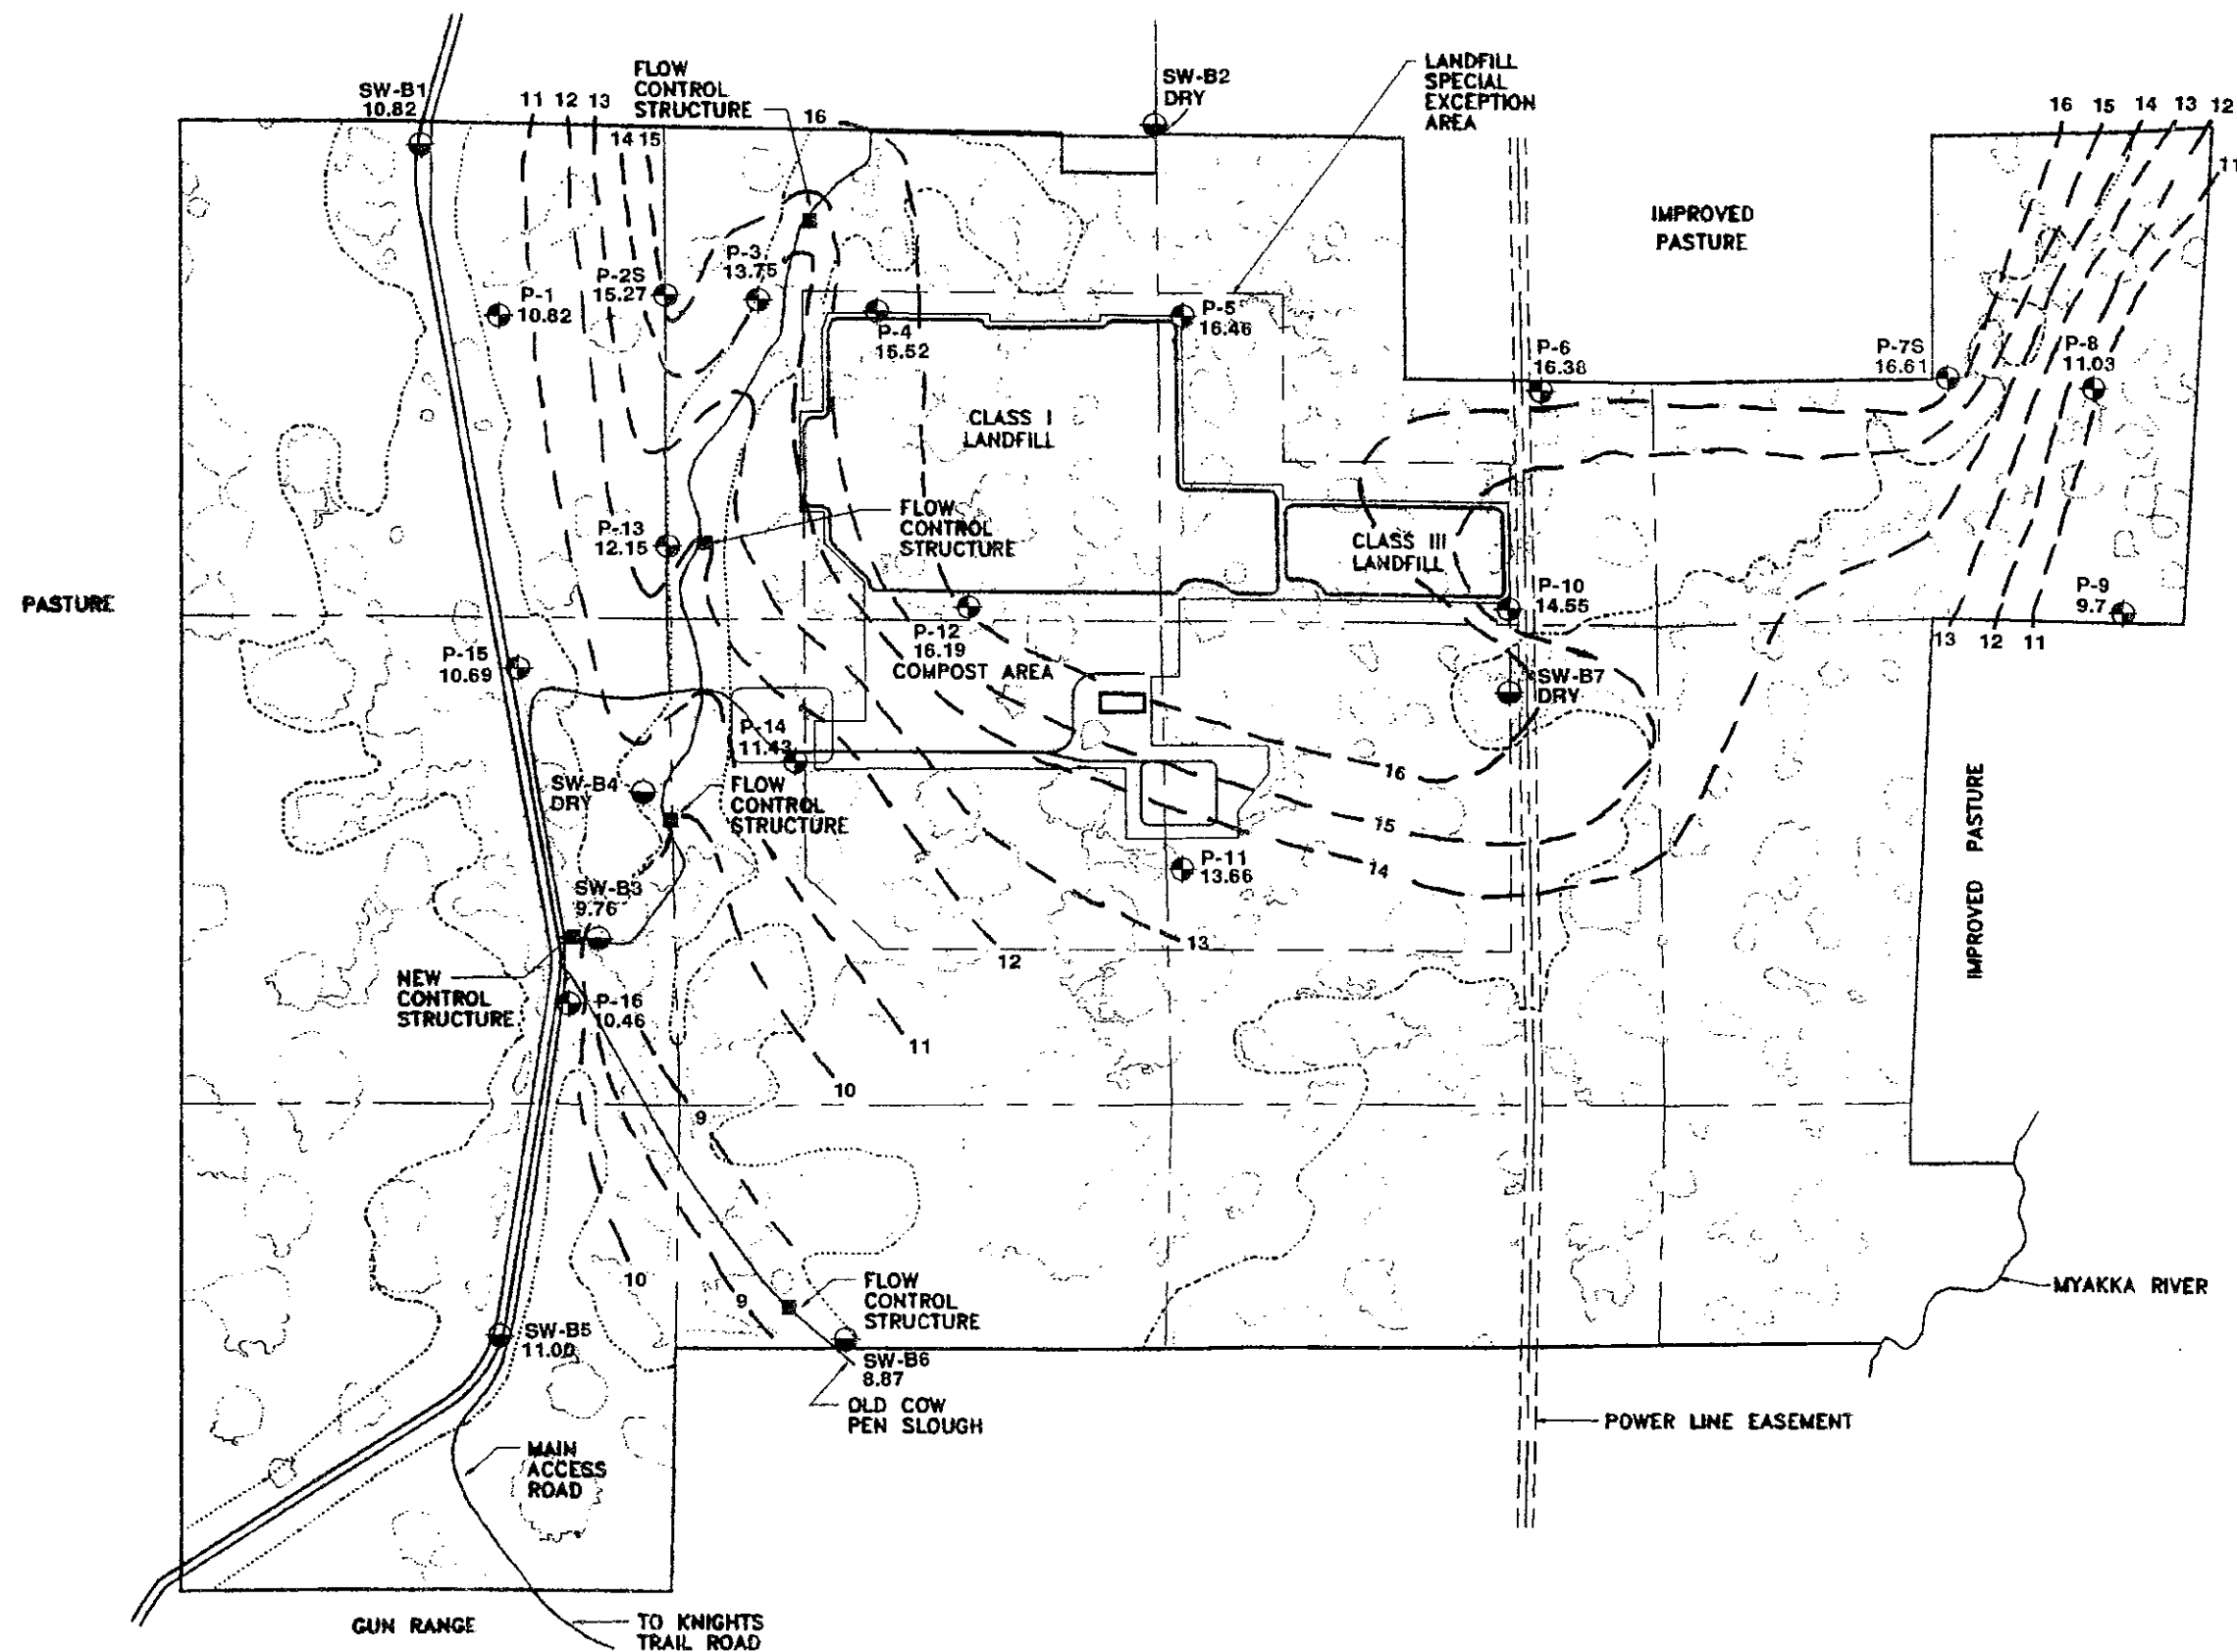 SW-B1
10.82
11 12 13
14 15
FLOW
CONTROL
STRUCTURE
16
SW-B2
DRY
LANDFILL
SPECIAL
EXCEPTION
AREA
16 15 14 13 12
11
IMPROVED
PASTURE
P-1
10.82
P-2S
15.27
P-3
13.75
P-4
15.52
P-5
16.46
P-6
16.38
P-7S
16.61
P-8
11.03
CLASS I
LANDFILL
FLOW
CONTROL
STRUCTURE
CLASS III
LANDFILL
P-13
12.15
PASTURE
P-10
14.55
P-9
9.7
13 12 11
P-12
16.19
COMPOST AREA
P-15
10.69
SW-B7
DRY
P-14
11.43
SW-B4
DRY
FLOW
CONTROL
STRUCTURE
16
15
14
P-11
13.66
IMPROVED PASTURE
SW-B3
9.76
13
12
NEW
CONTROL
STRUCTURE
P-16
10.46
11
10
9
10
9
FLOW
CONTROL
STRUCTURE
MYAKKA RIVER
SW-B5
11.00
SW-B6
8.87
OLD COW
PEN SLOUGH
POWER LINE EASEMENT
MAIN
ACCESS
ROAD
GUN RANGE
TO KNIGHTS
TRAIL ROAD